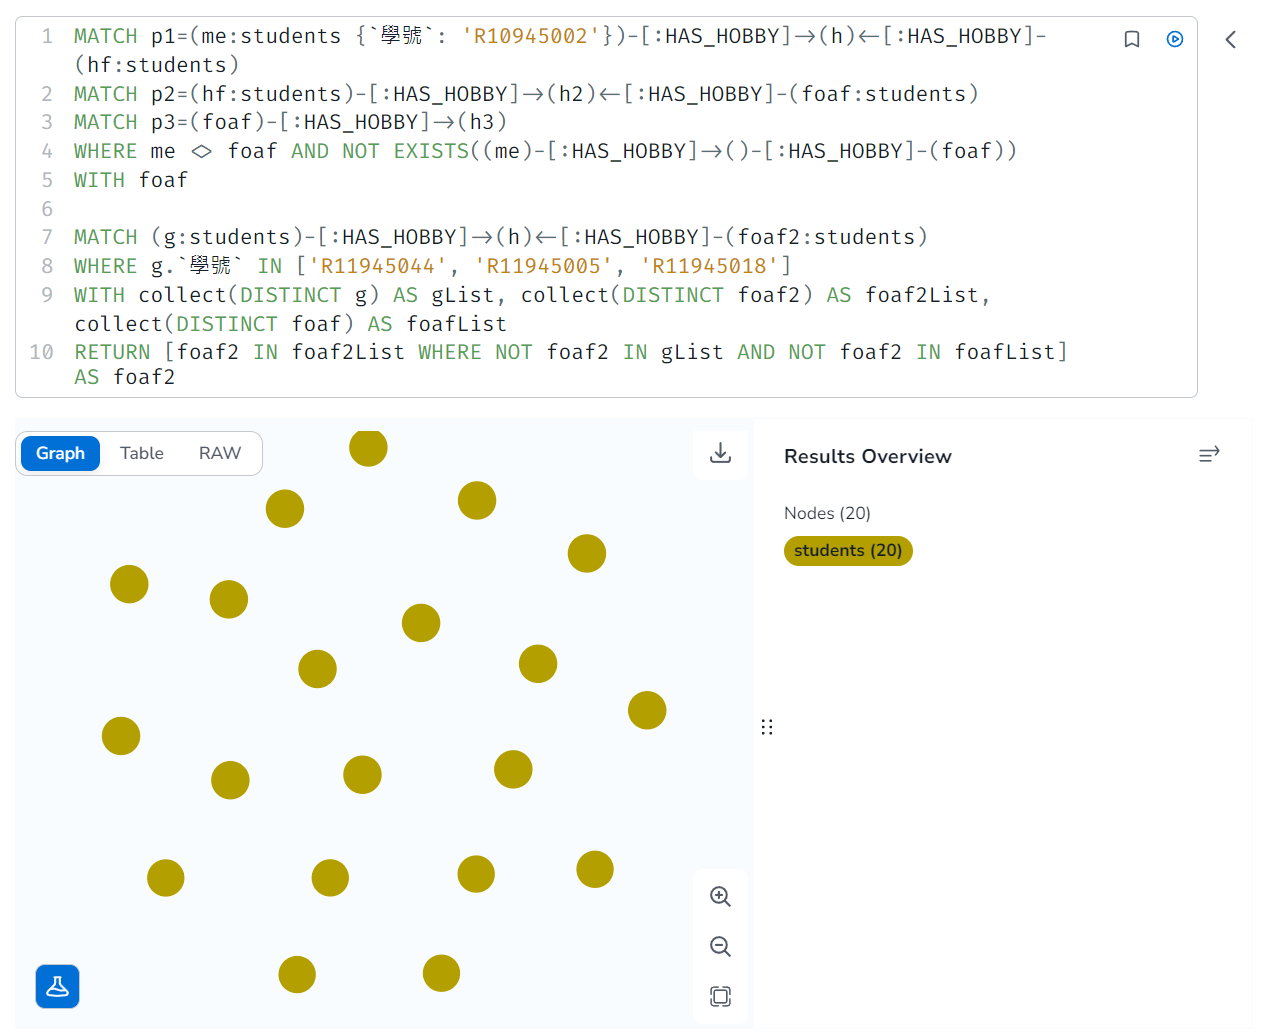 1 MATCH p1=(me:students {`學號`: 'R10945002'})-[:HAS_HOBBY]->(h)<-[:HAS_HOBBY]-
(hf:students)
2 MATCH p2=(hf:students)-[:HAS_HOBBY]->(h2)<-[:HAS_HOBBY]-(foaf:students)
3 MATCH p3=(foaf)-[:HAS_HOBBY]->(h3)
4 WHERE me <> foaf AND NOT EXISTS((me)-[:HAS_HOBBY]->()-[:HAS_HOBBY]-(foaf))
5 WITH foaf
6
7 MATCH (g:students)-[:HAS_HOBBY]->(h)<-[:HAS_HOBBY]-(foaf2:students)
8 WHERE g.`學號` IN ['R11945044', 'R11945005', 'R11945018']
9 WITH collect(DISTINCT g) AS gList, collect(DISTINCT foaf2) AS foaf2List,
collect(DISTINCT foaf) AS foafList
10 RETURN [foaf2 IN foaf2List WHERE NOT foaf2 IN gList AND NOT foaf2 IN foafList]
AS foaf2
Graph Table RAW
Results Overview
Nodes (20)
students (20)